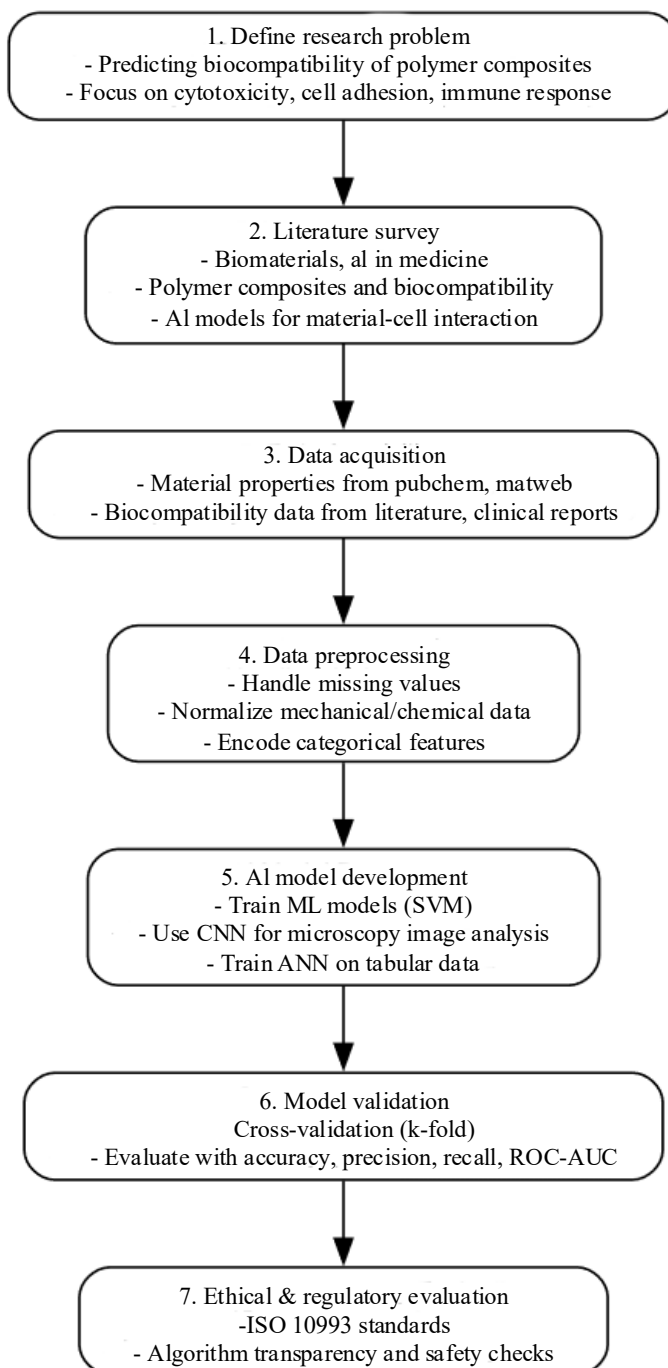 1. Define research problem
- Predicting biocompatibility of polymer composites
- Focus on cytotoxicity, cell adhesion, immune response
2. Literature survey
- Biomaterials, al in medicine
- Polymer composites and biocompatibility
- Al models for material-cell interaction
3. Data acquisition
- Material properties from pubchem, matweb
- Biocompatibility data from literature, clinical reports
4. Data preprocessing
- Handle missing values
- Normalize mechanical/chemical data
- Encode categorical features
5. Al model development
- Train ML models (SVM)
- Use CNN for microscopy image analysis
- Train ANN on tabular data
6. Model validation
Cross-validation (k-fold)
- Evaluate with accuracy, precision, recall, ROC-AUC
7. Ethical & regulatory evaluation
-ISO 10993 standards
- Algorithm transparency and safety checks